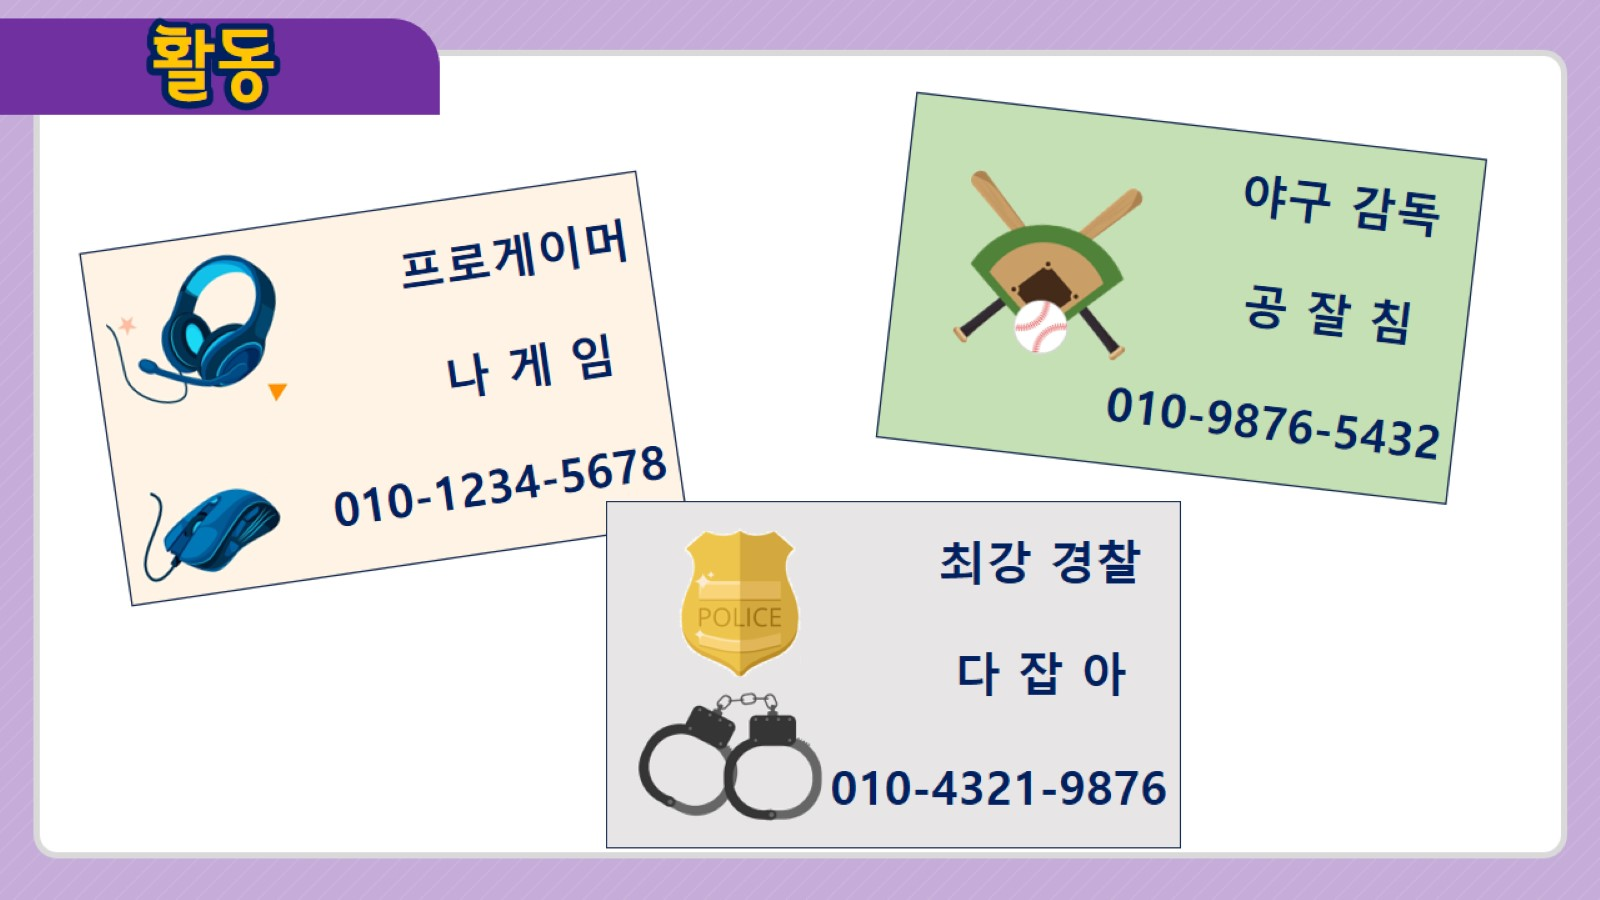 활동
프로게이머
나 게 임
010-1234-5678
야구 감독
공 잘 침
010-9876-5432
POLICE
최강 경찰
다 잡 아
010-4321-9876